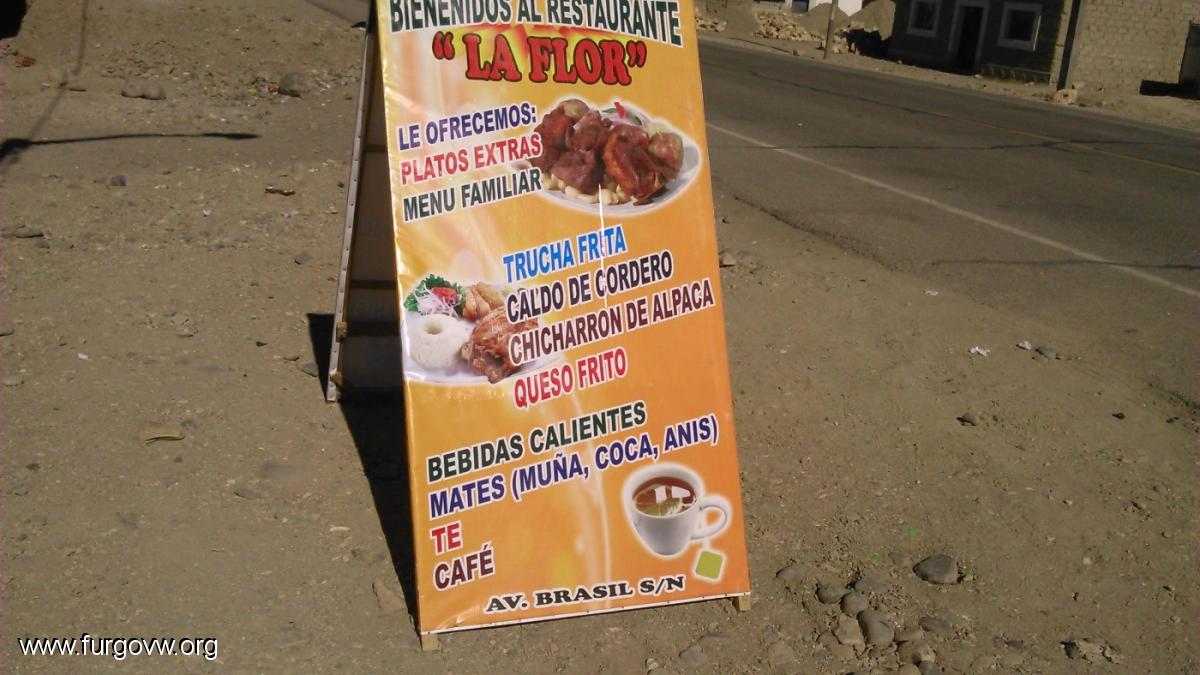 BIENENIDOS AL RESTAURANTE
“LA FLOR”
LE OFRECEMOS:
PLATOS EXTRAS
MENU FAMILIAR
TRUCHA FRITA
CALDO DE CORDERO
CHICHARRON DE ALPACA
QUESO FRITO
BEBIDAS CALIENTES
MATES (MUÑA, COCA, ANIS)
TE
CAFÉ
AV. BRASIL S/N
www.furgovw.org